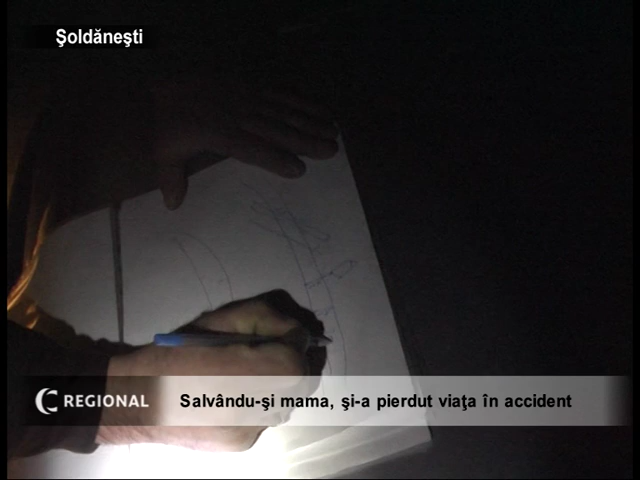 Şoldăneşti
REGIONAL
Salvându-şi mama, şi-a pierdut viaţa în accident